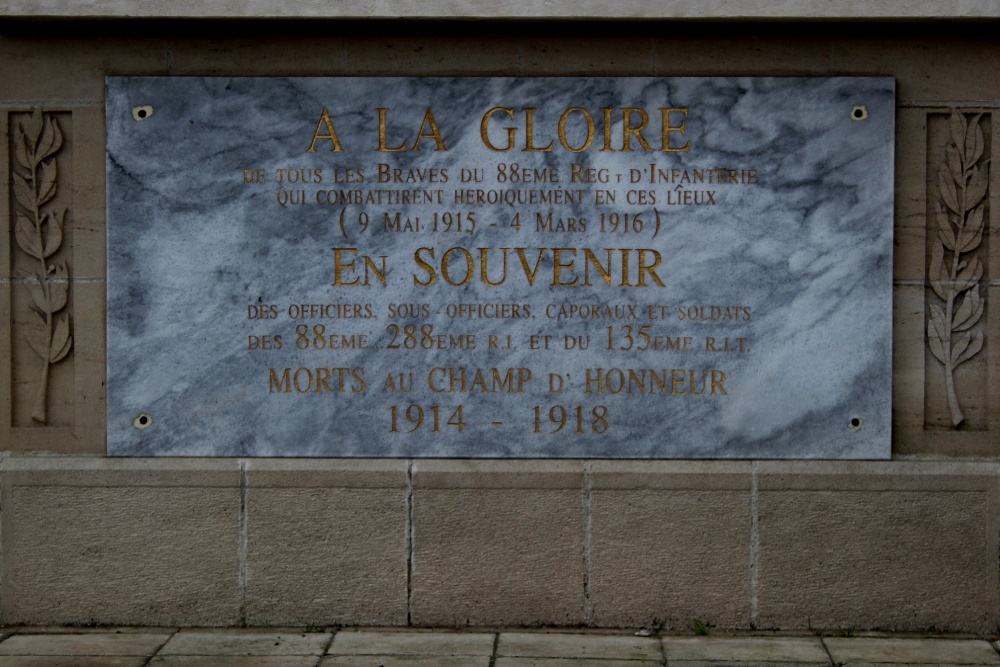 A LA GLOIRE
DE TOUS LES BRAVES DU 88EME REGT D'INFANTERIE
QUI COMBATTIRENT HEROIQUEMENT EN CES LÎEUX
( 9 MAI 1915 - 4 MARS 1916 )
EN SOUVENIR
DES OFFICIERS, SOUS-OFFICIERS, CAPORAUX ET SOLDATS
DES 88EME .288EME R.I. ET DU 135EME R.I.T.
MORTS AU CHAMP D'HONNEUR
1914 - 1918